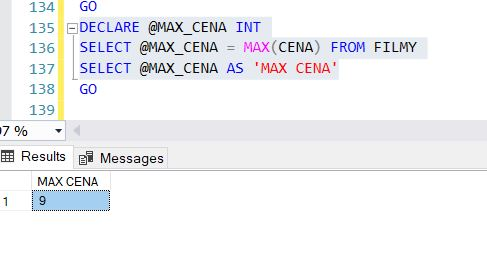 134 GO
135 DECLARE @MAX_CENA INT
136 SELECT @MAX_CENA = MAX(CENA) FROM FILMY
137 SELECT @MAX_CENA AS 'MAX CENA'
138 GO
139
97 %
Results Messages
MAX CENA
1 9